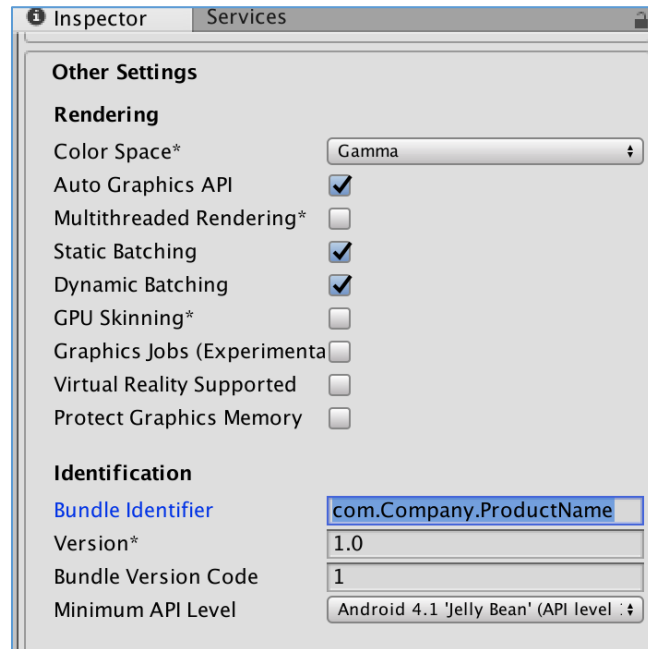 Inspector Services
Other Settings
Rendering
Color Space* Gamma
Auto Graphics API
Multithreaded Rendering*
Static Batching
Dynamic Batching
GPU Skinning*
Graphics Jobs (Experimenta
Virtual Reality Supported
Protect Graphics Memory
Identification
Bundle Identifier com.Company.ProductName
Version* 1.0
Bundle Version Code 1
Minimum API Level Android 4.1 'Jelly Bean' (API level